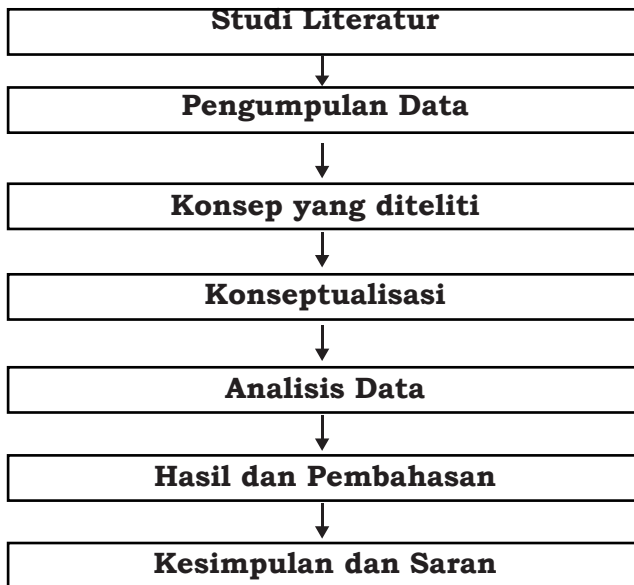 Studi Literatur
Pengumpulan Data
Konsep yang diteliti
Konseptualisasi
Analisis Data
Hasil dan Pembahasan
Kesimpulan dan Saran